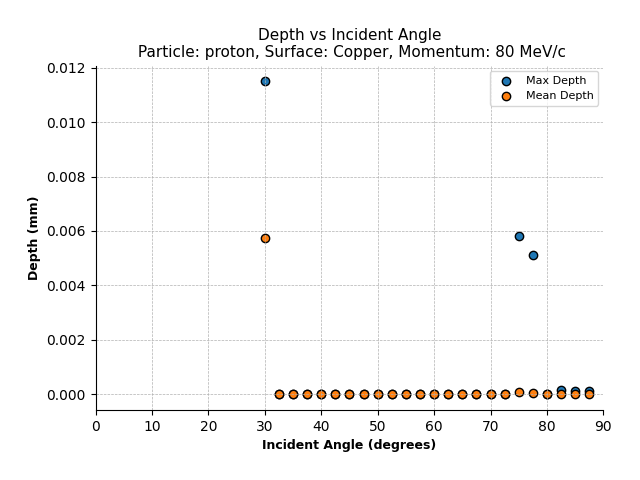 Depth vs Incident Angle
Particle: proton, Surface: Copper, Momentum: 80 MeV/c
Max Depth
Mean Depth
0.012
0.010
0.008
0.006
0.004
0.002
0.000
Depth (mm)
0 10 20 30 40 50 60 70 80 90
Incident Angle (degrees)